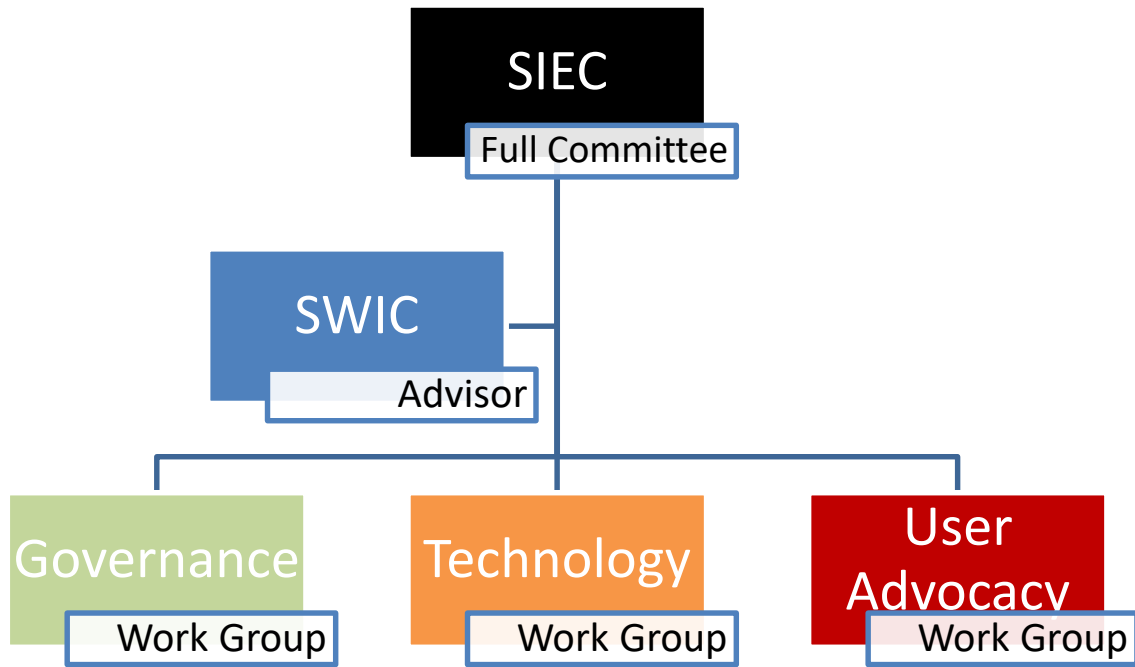 SIEC
Full Committee
SWIC
Advisor
Governance
Work Group
Technology
Work Group
User
Advocacy
Work Group